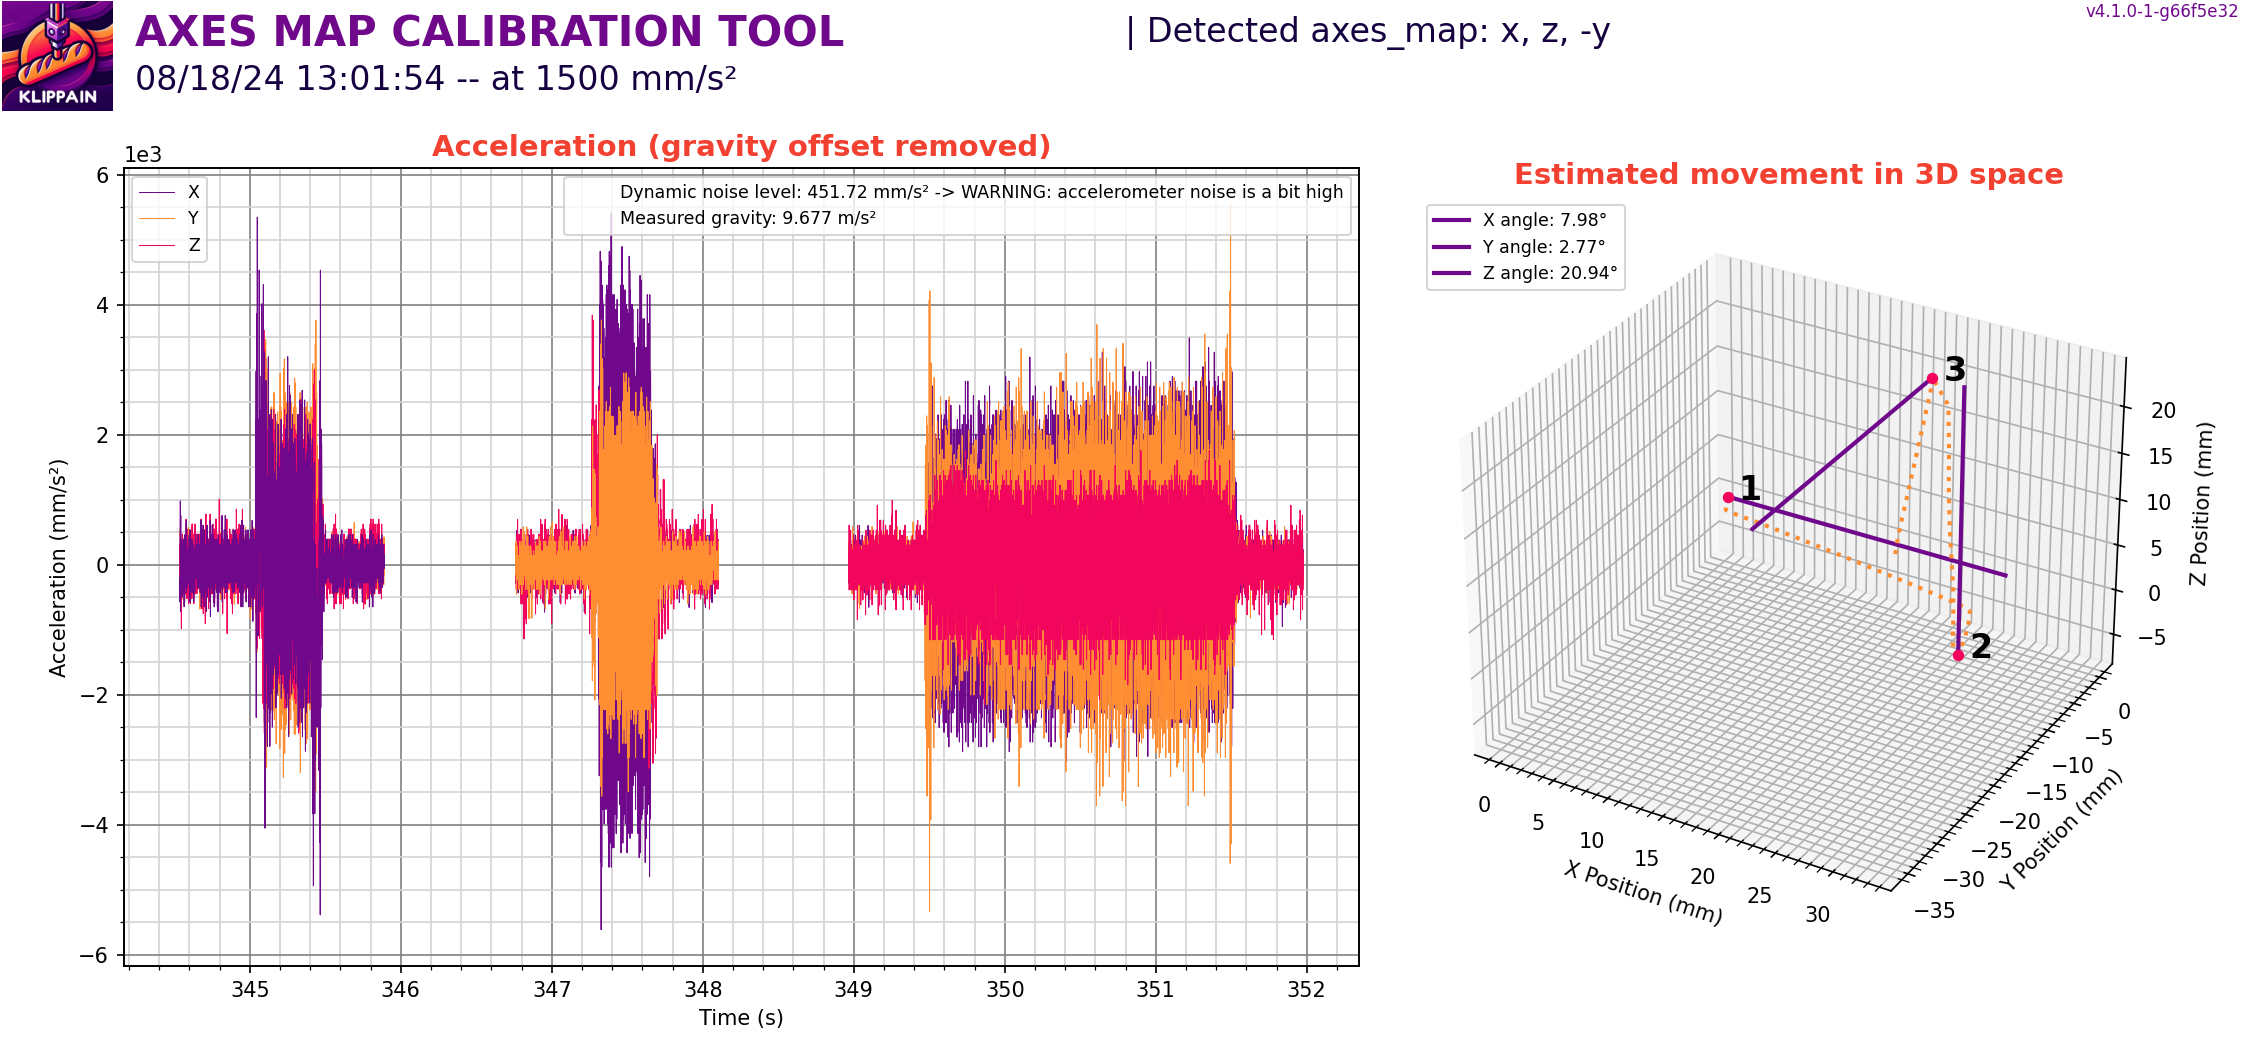 KLIPPAIN
AXES MAP CALIBRATION TOOL
08/18/24 13:01:54 -- at 1500 mm/s²
| Detected axes_map: x, z, -y
v4.1.0-1-g66f5e32
Acceleration (gravity offset removed)
1e3
X
Y
Z
Dynamic noise level: 451.72 mm/s² -> WARNING: accelerometer noise is a bit high
Measured gravity: 9.677 m/s²
6
4
2
0
−2
−4
−6
Acceleration (mm/s²)
345 346 347 348 349 350 351 352
Time (s)
Estimated movement in 3D space
X angle: 7.98°
Y angle: 2.77°
Z angle: 20.94°
3
1
2
20
15
10
5
0
−5
Z Position (mm)
0
−5
−10
−15
−20
−25
−30
−35
Y Position (mm)
0
5
10
15
20
25
30
X Position (mm)